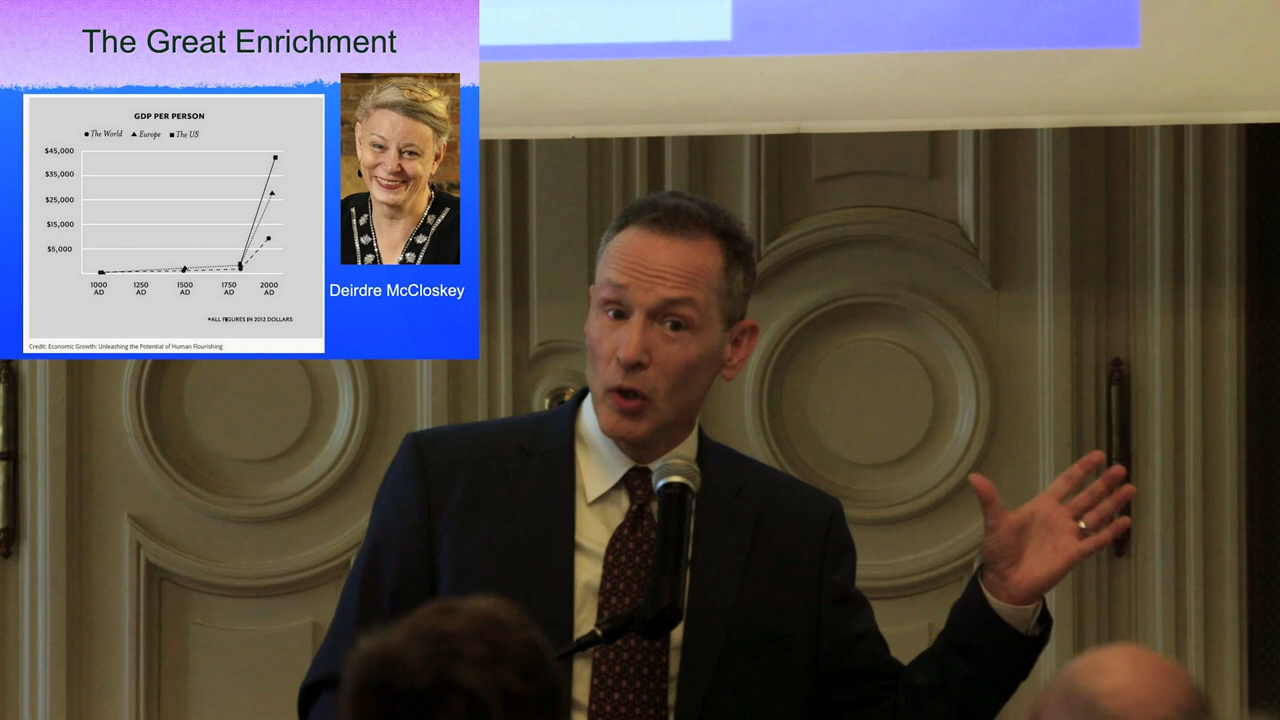 The Great Enrichment
GDP PER PERSON
The World Europe The US
$45,000
$35,000
$25,000
$15,000
$5,000
1000 AD
1250 AD
1500 AD
1750 AD
2000 AD
*ALL FIGURES IN 2012 DOLLARS
Credit: Economic Growth: Unleashing the Potential of Human Flourishing
Deirdre McCloskey